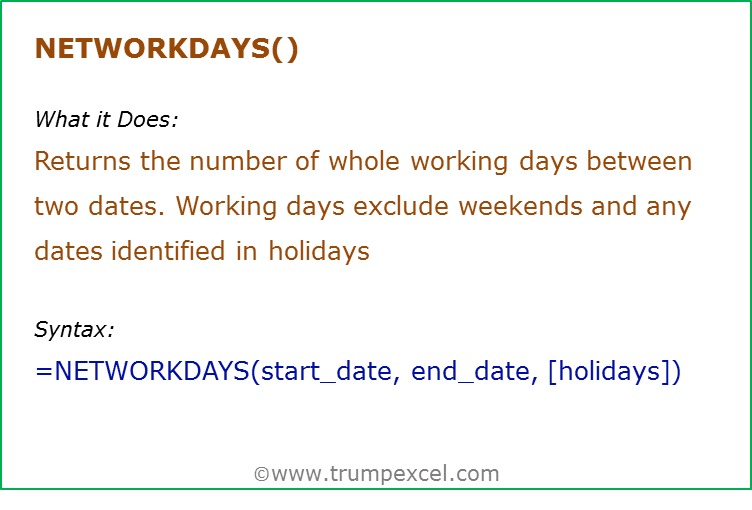 NETWORKDAYS()
What it Does:
Returns the number of whole working days between
two dates. Working days exclude weekends and any
dates identified in holidays
Syntax:
=NETWORKDAYS(start_date, end_date, [holidays])
©www.trumpexcel.com